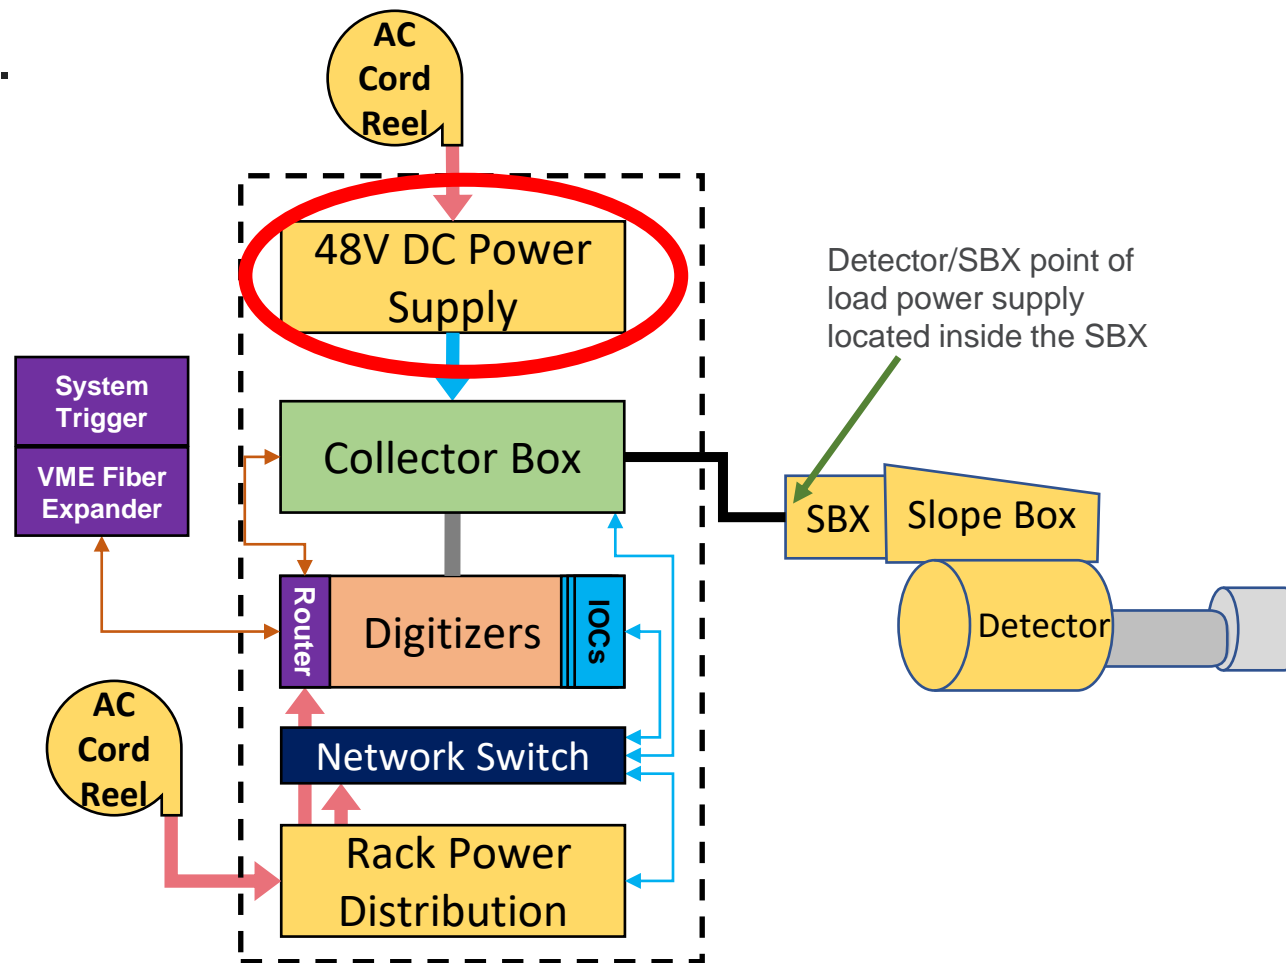 AC
Cord
Reel
48V DC Power
Supply
Detector/SBX point of
load power supply
located inside the SBX
System
Trigger
VME Fiber
Expander
Collector Box
SBX
Slope Box
Router
Digitizers
IOCs
Detector
AC
Cord
Reel
Network Switch
Rack Power
Distribution